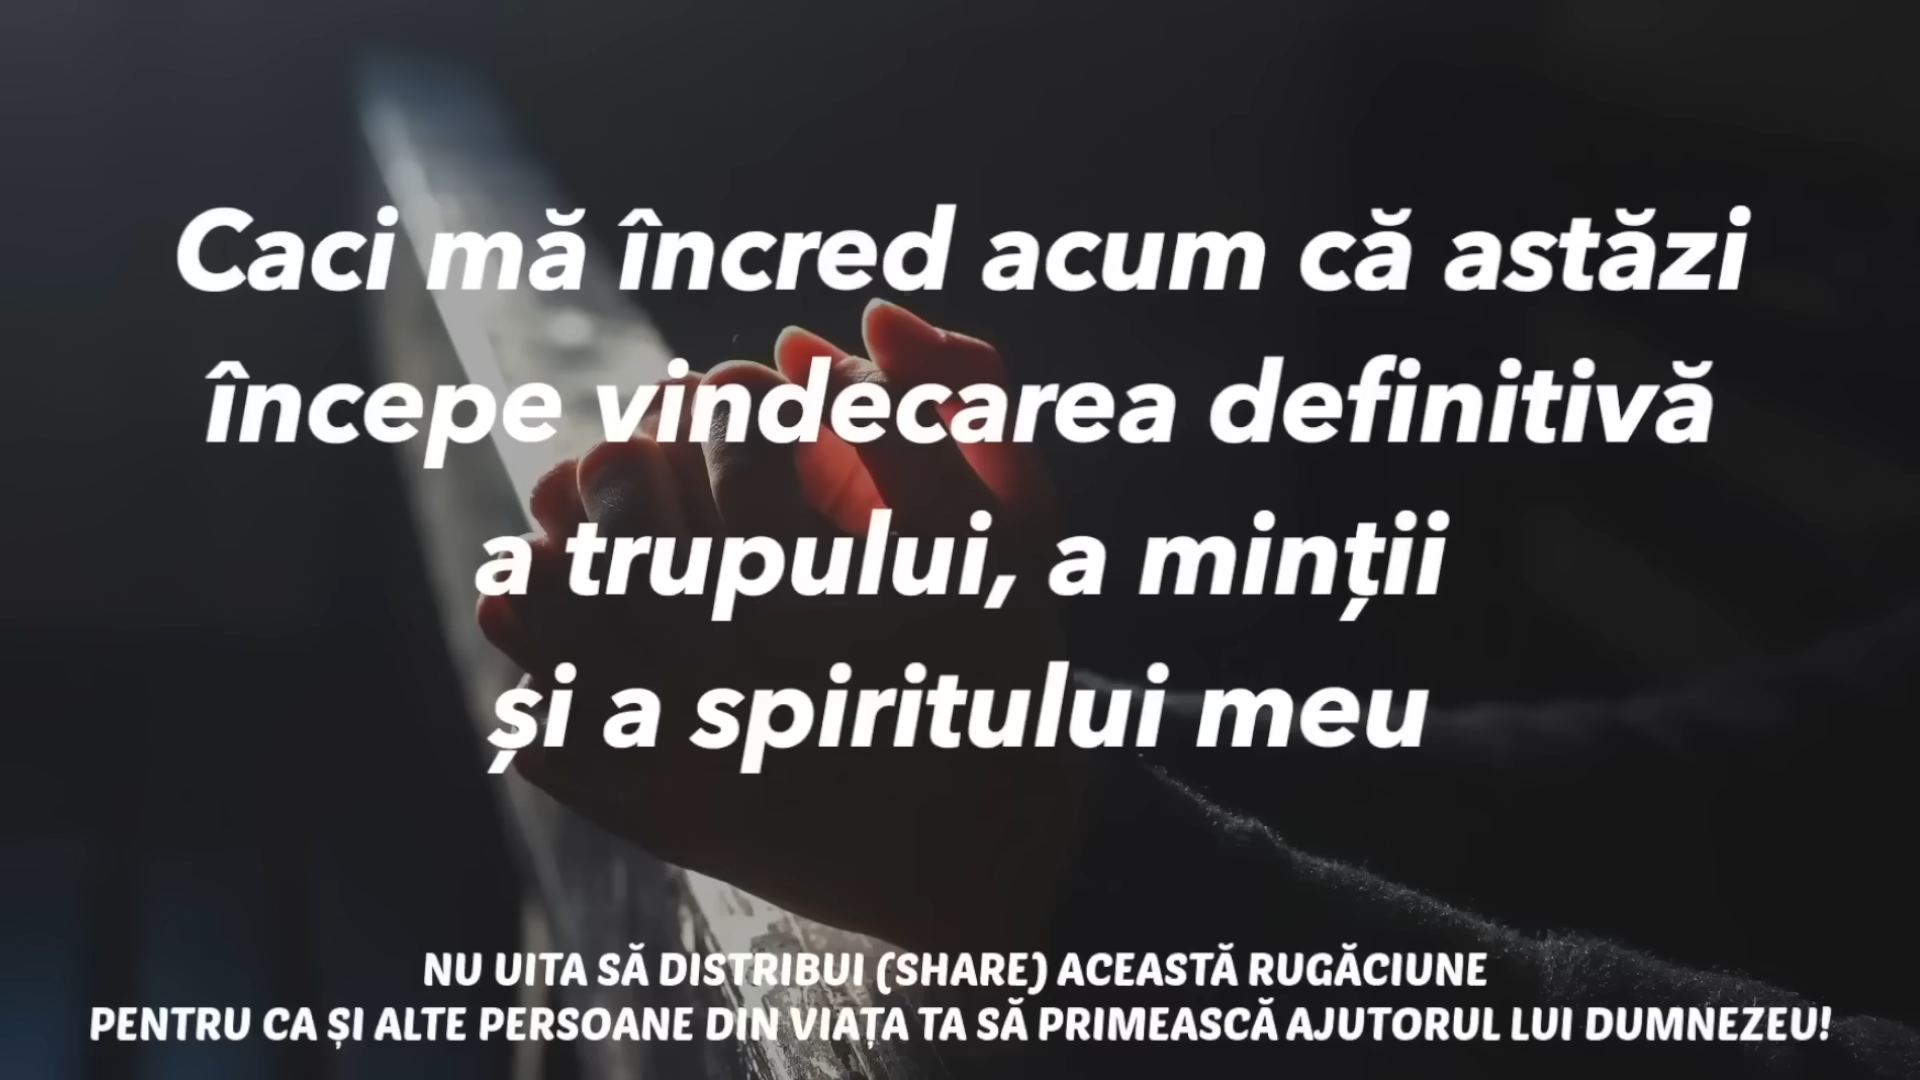 Caci mă încred acum că astăzi
începe vindecarea definitivă
a trupului, a minții
și a spiritului meu
NU UITA SĂ DISTRIBUI (SHARE) ACEASTĂ RUGĂCIUNE
PENTRU CA ȘI ALTE PERSOANE DIN VIAȚA TA SĂ PRIMEASCĂ AJUTORUL LUI DUMNEZEU!